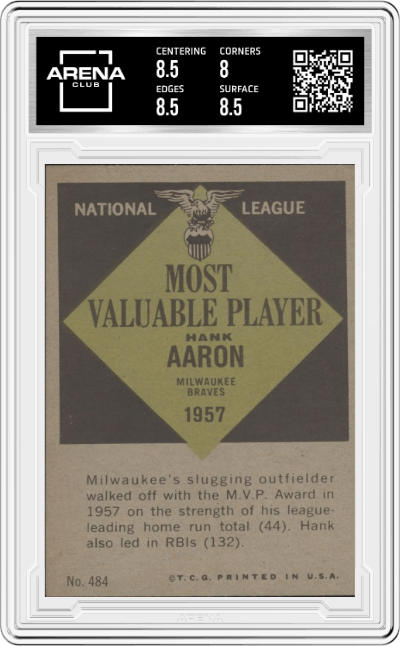 ARENA
CLUB
CENTERING CORNERS
8.5 8
EDGES SURFACE
8.5 8.5
NATIONAL LEAGUE
MOST
VALUABLE PLAYER
HANK
AARON
MILWAUKEE
BRAVES
1957
Milwaukee's slugging outfielder
walked off with the M.V.P. Award in
1957 on the strength of his league-
leading home run total (44). Hank
also led in RBIs (132).
No. 484 ©T.C.G. PRINTED IN U.S.A.
ARENA